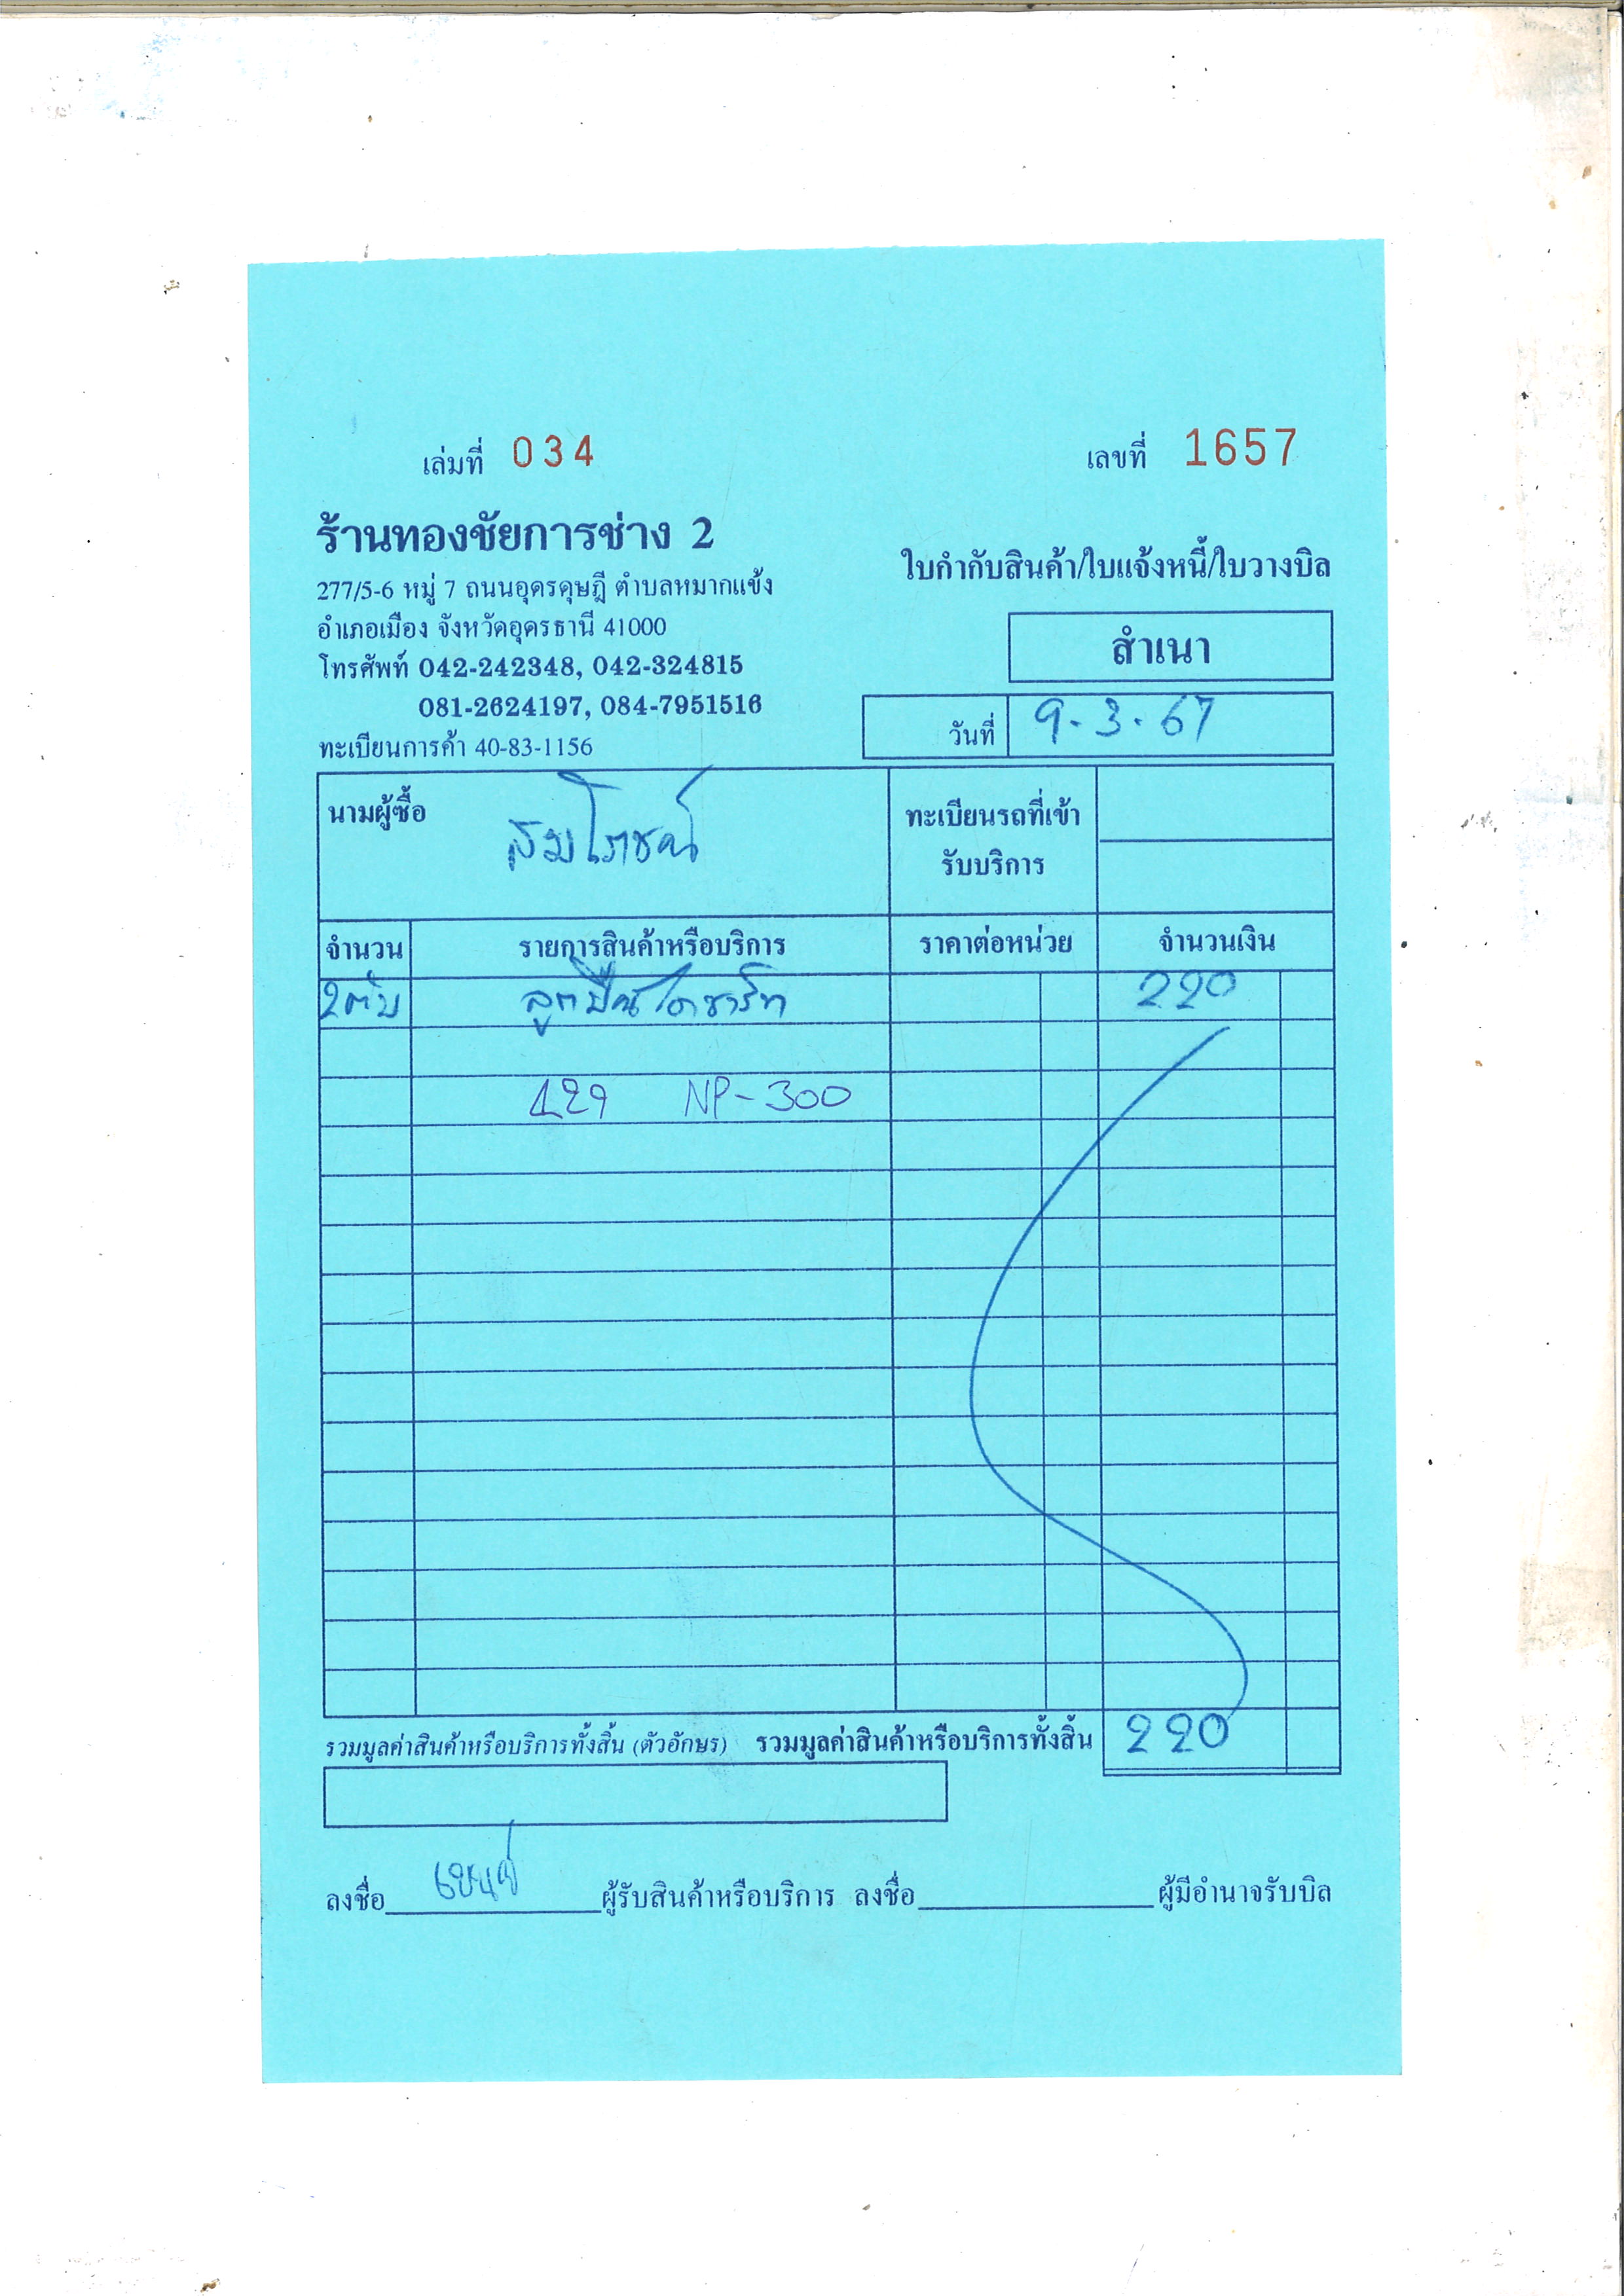 เล่มที่ 034
เลขที่ 1657
ร้านทองชัยการช่าง 2
277/5-6 หมู่ 7 ถนนอุดรดุษฎี ตำบลหมากแข้ง
อำเภอเมือง จังหวัดอุดรธานี 41000
โทรศัพท์ 042-242348, 042-324815
081-2624197, 084-7951516
ทะเบียนการค้า 40-83-1156
ใบกำกับสินค้า/ใบแจ้งหนี้/ใบวางบิล
สำเนา
วันที่ 9-3-67
นามผู้ซื้อ สมโภชน์
ทะเบียนรถที่เข้า
รับบริการ
จำนวน รายการสินค้าหรือบริการ ราคาต่อหน่วย จำนวนเงิน
2 ตับ ลูกปืน 220
429 NP-300
รวมมูลค่าสินค้าหรือบริการทั้งสิ้น (ตัวอักษร) รวมมูลค่าสินค้าหรือบริการทั้งสิ้น 220
ลงชื่อ ผู้รับสินค้าหรือบริการ ลงชื่อ ผู้มีอำนาจรับบิล